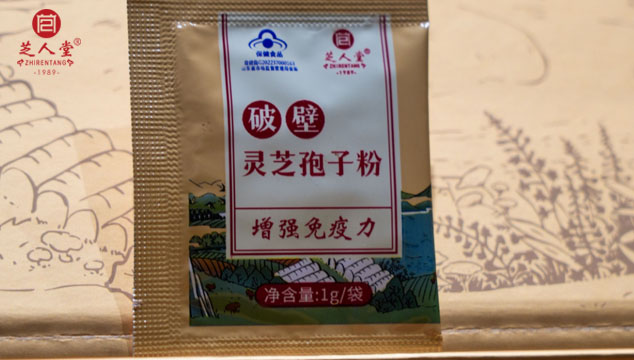 芝人堂®
ZHIRENTANG
·1989·
保健食品
芝人堂®
ZHIRENTANG
·1989·
破壁
灵芝孢子粉
增强免疫力
净含量:1g/袋